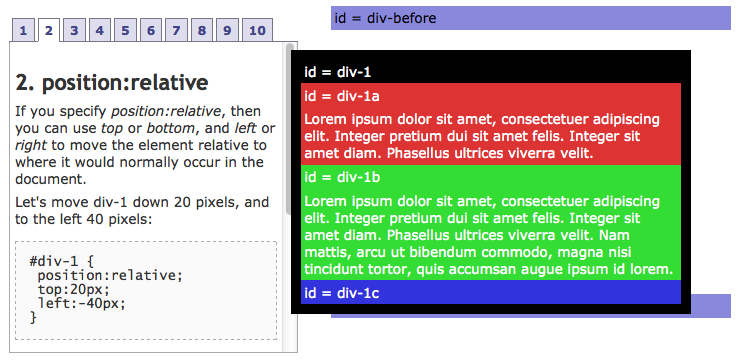 1 2 3 4 5 6 7 8 9 10
2. position:relative
If you specify position:relative, then
you can use top or bottom, and left or
right to move the element relative to
where it would normally occur in the
document.
Let's move div-1 down 20 pixels, and
to the left 40 pixels:
#div-1 {
position:relative;
top:20px;
left:-40px;
}
id = div-before
id = div-1
id = div-1a
Lorem ipsum dolor sit amet, consectetuer adipiscing
elit. Integer pretium dui sit amet felis. Integer sit
amet diam. Phasellus ultrices viverra velit.
id = div-1b
Lorem ipsum dolor sit amet, consectetuer adipiscing
elit. Integer pretium dui sit amet felis. Integer sit
amet diam. Phasellus ultrices viverra velit. Nam
mattis, arcu ut bibendum commodo, magna nisi
tincidunt tortor, quis accumsan augue ipsum id lorem.
id = div-1c